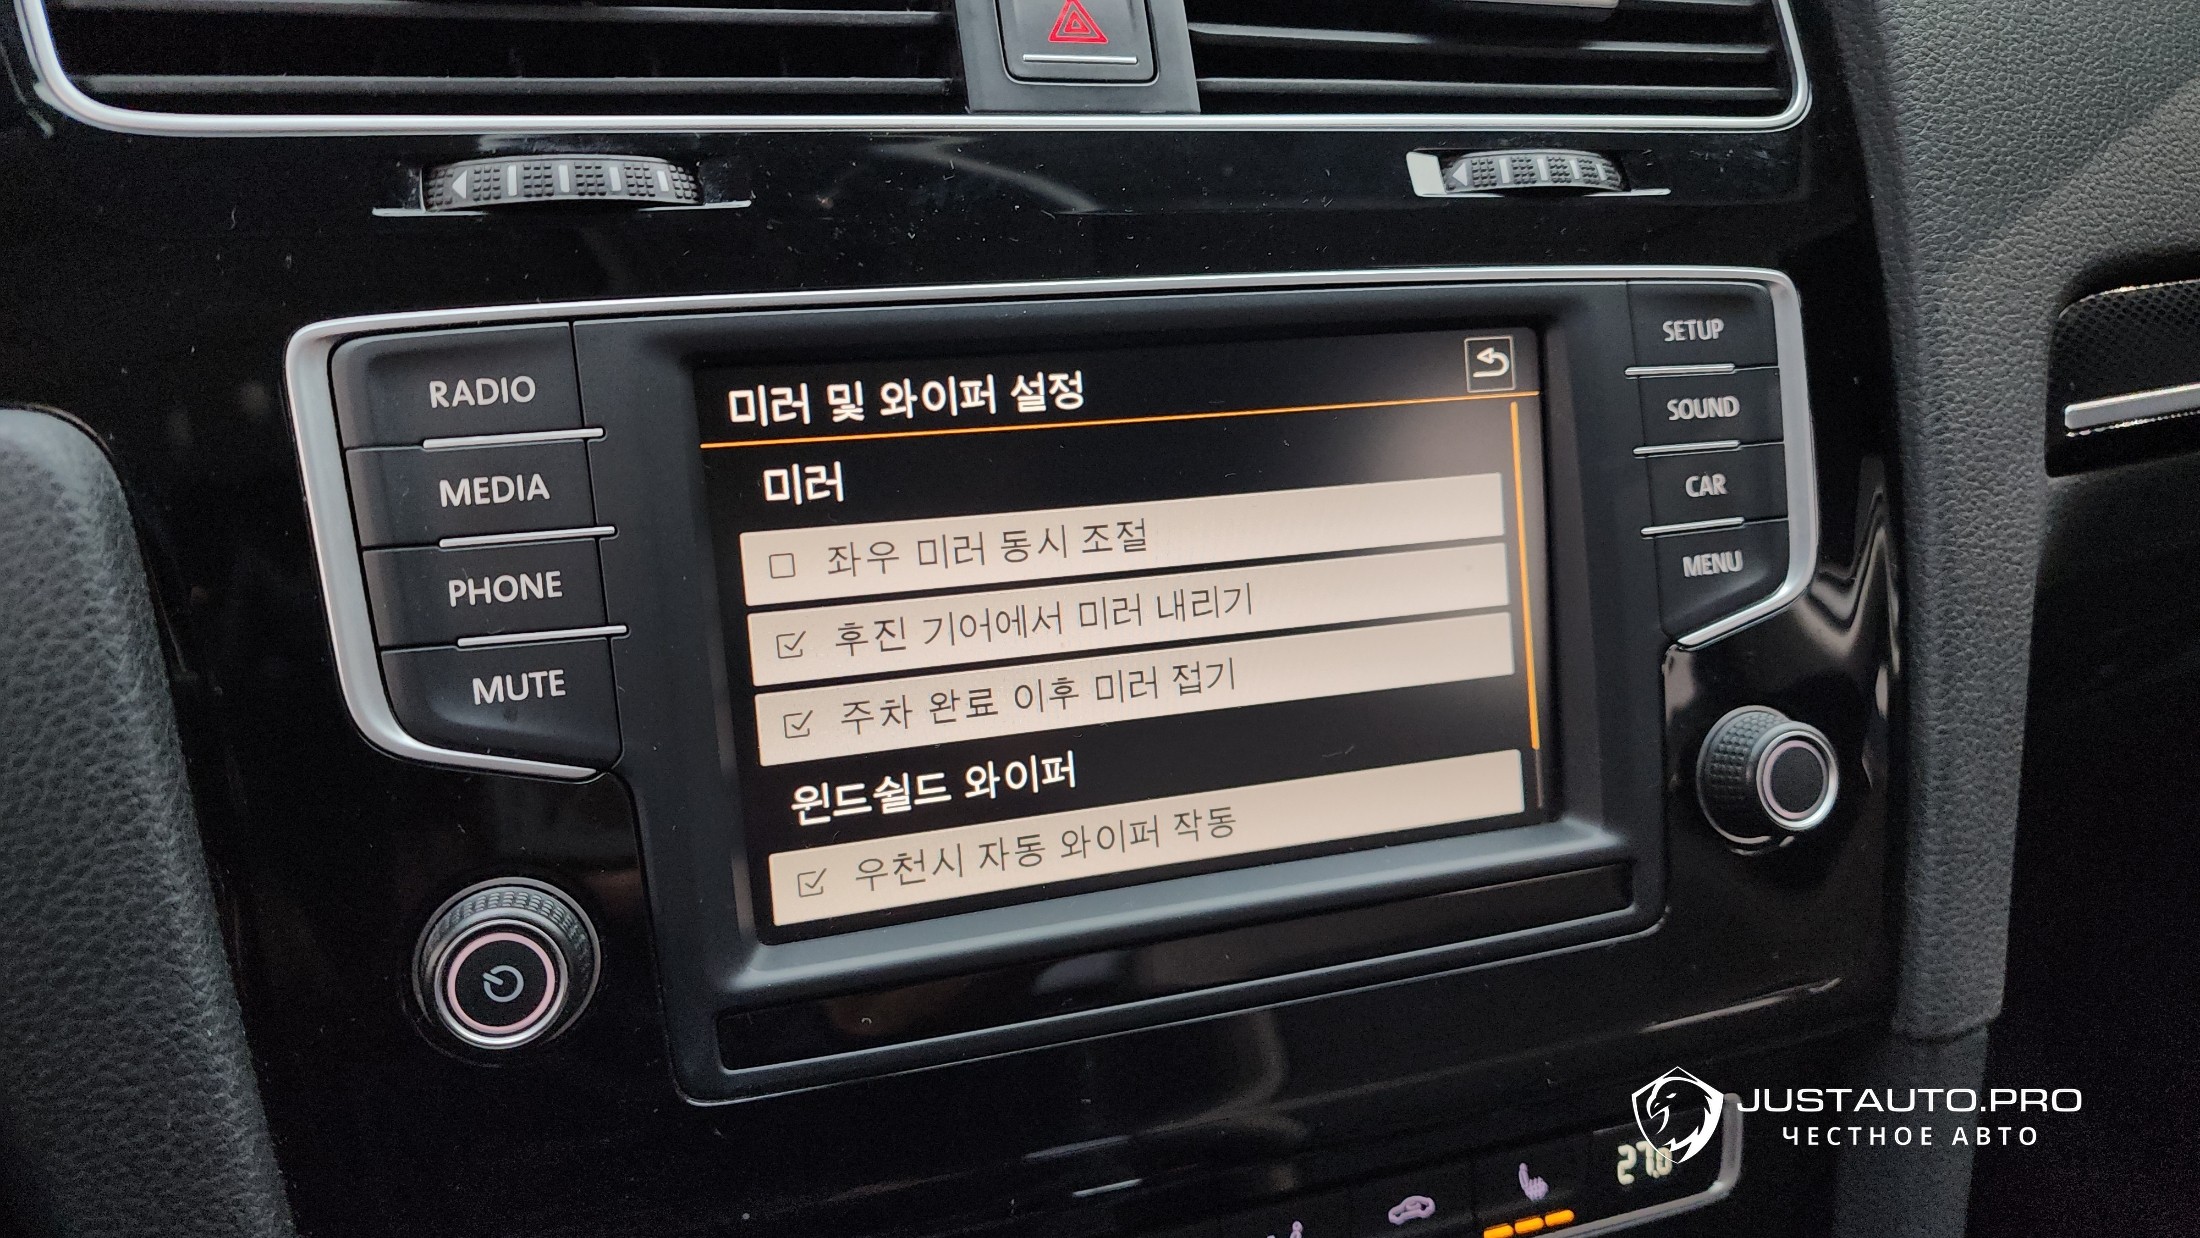 RADIO
MEDIA
PHONE
MUTE
미러 및 와이퍼 설정
미러
좌우 미러 동시 조절
후진 기어에서 미러 내리기
주차 완료 이후 미러 접기
윈드쉴드 와이퍼
우천시 자동 와이퍼 작동
SETUP
SOUND
CAR
MENU
JUSTAUTO.PRO
ЧЕСТНОЕ АВТО
27.0